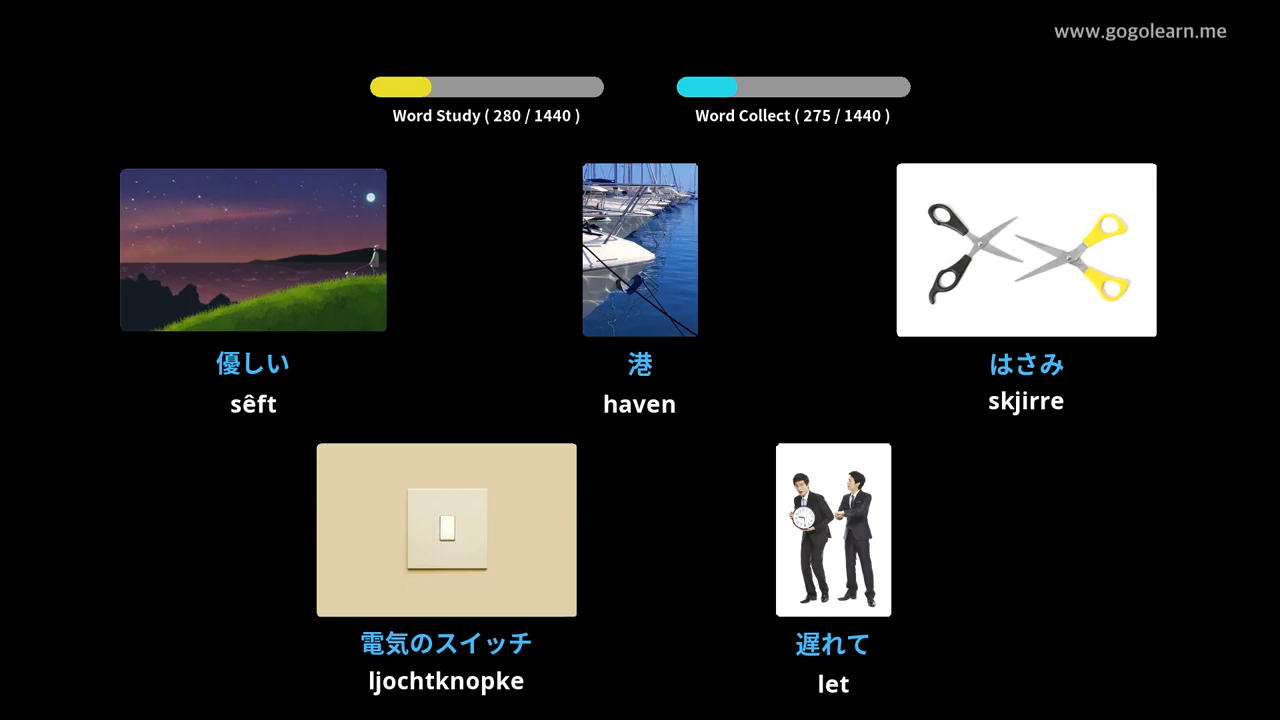 www.gogolearn.me
Word Study ( 280 / 1440 )
Word Collect ( 275 / 1440 )
優しい
sêft
港
haven
はさみ
skjirre
電気のスイッチ
ljochtknopke
遅れて
let